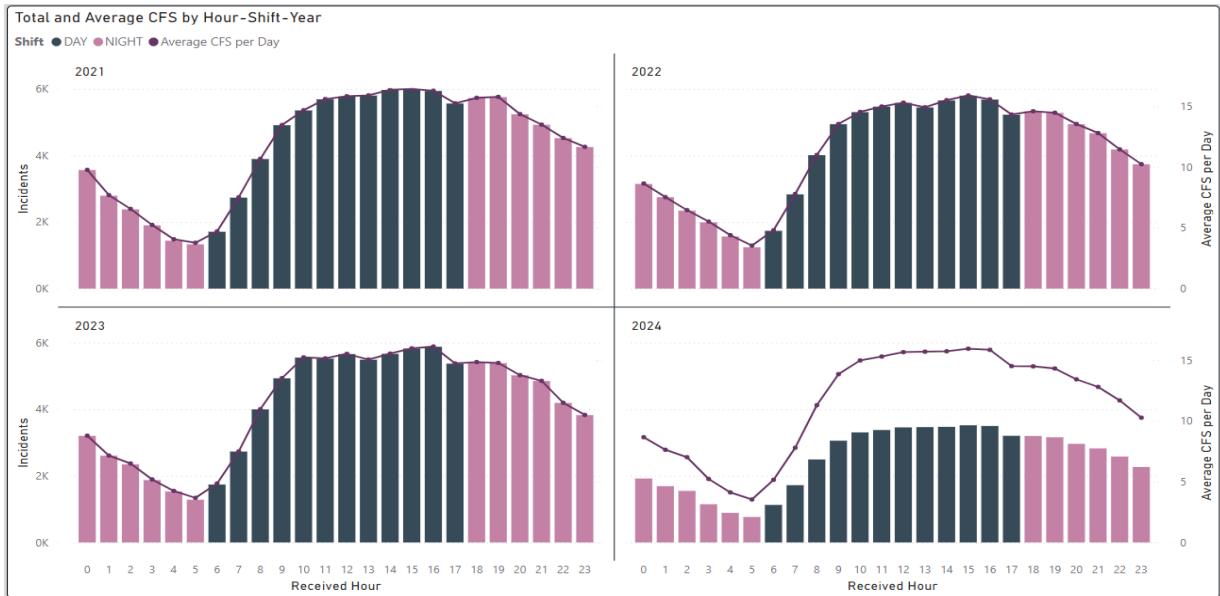 Total and Average CFS by Hour-Shift-Year
Shift DAY NIGHT Average CFS per Day
2021
2022
6K
4K
2K
0K
Incidents
15
10
5
0
Average CFS per Day
2023
2024
6K
4K
2K
0K
Incidents
15
10
5
0
Average CFS per Day
0 1 2 3 4 5 6 7 8 9 10 11 12 13 14 15 16 17 18 19 20 21 22 23
0 1 2 3 4 5 6 7 8 9 10 11 12 13 14 15 16 17 18 19 20 21 22 23
Received Hour
Received Hour